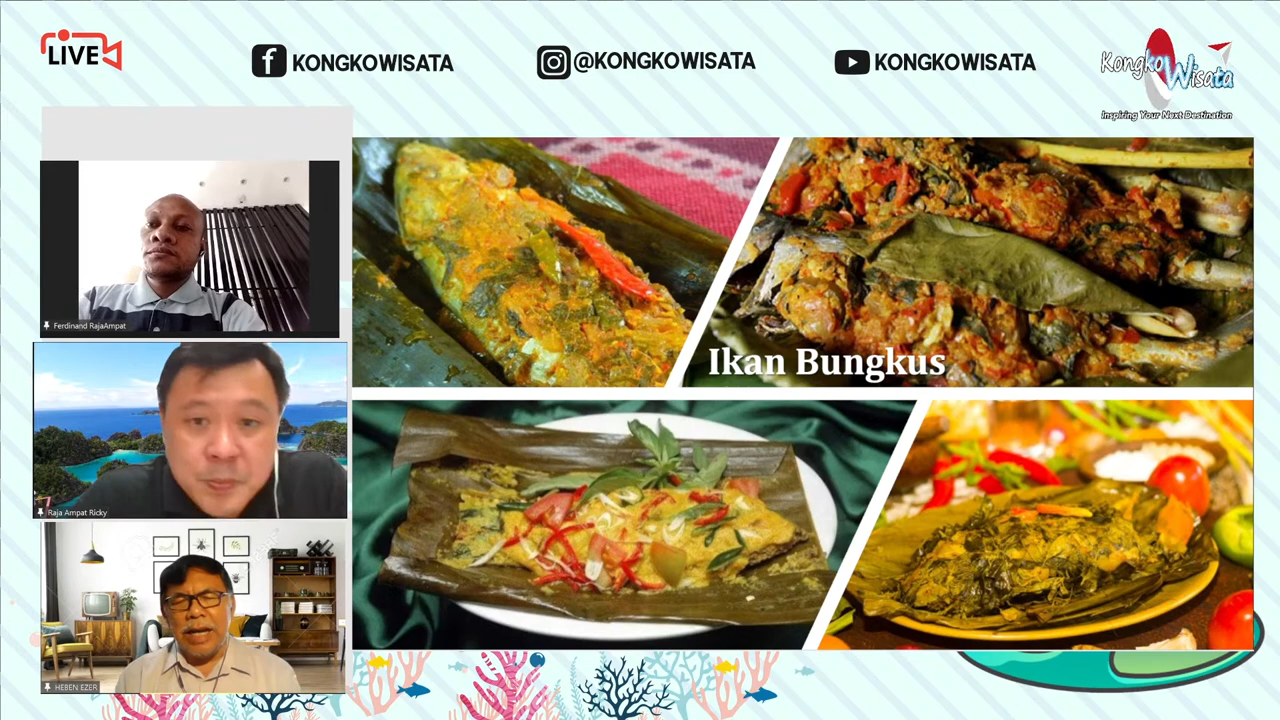 LIVE
KONGKOWISATA
@KONGKOWISATA
KONGKOWISATA
Kongko Wisata
Inspiring Your Next Destination
Ferdinand RajaAmpat
Raja Ampat Ricky
HEBEN EZER
Ikan Bungkus